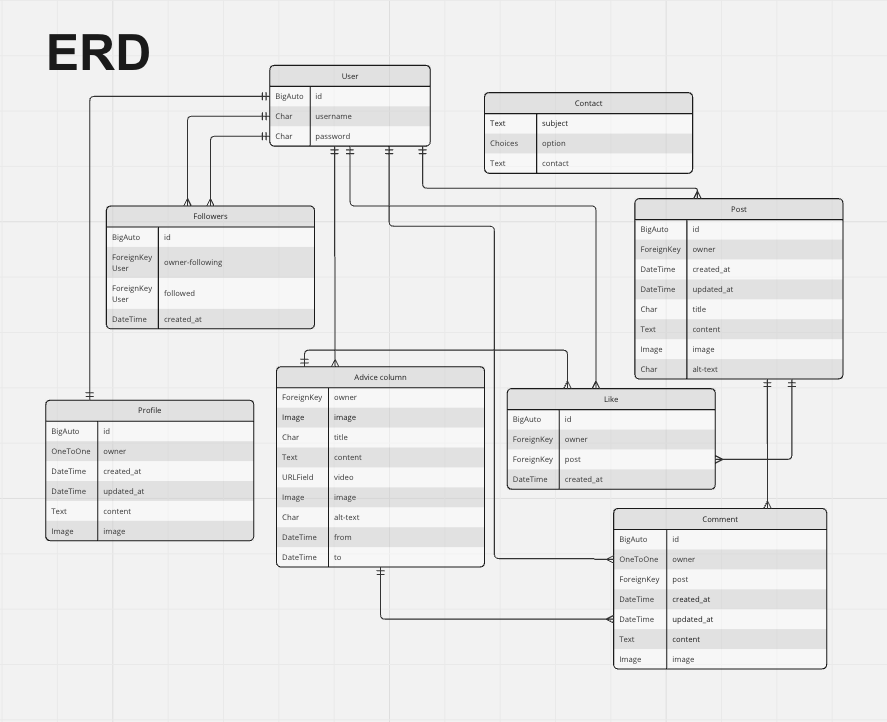 ERD
User
BigAuto id
Char username
Char password
Contact
Text subject
Choices option
Text contact
Followers
BigAuto id
ForeignKey
User
owner-following
ForeignKey
User
followed
DateTime created_at
Post
BigAuto id
ForeignKey owner
DateTime created_at
DateTime updated_at
Char title
Text content
Image image
Char alt-text
Profile
BigAuto id
OneToOne owner
DateTime created_at
DateTime updated_at
Text content
Image image
Advice column
ForeignKey owner
Image image
Char title
Text content
URLField video
Image image
Char alt-text
DateTime from
DateTime to
Like
BigAuto id
ForeignKey owner
ForeignKey post
DateTime created_at
Comment
BigAuto id
OneToOne owner
ForeignKey post
DateTime created_at
DateTime updated_at
Text content
Image image